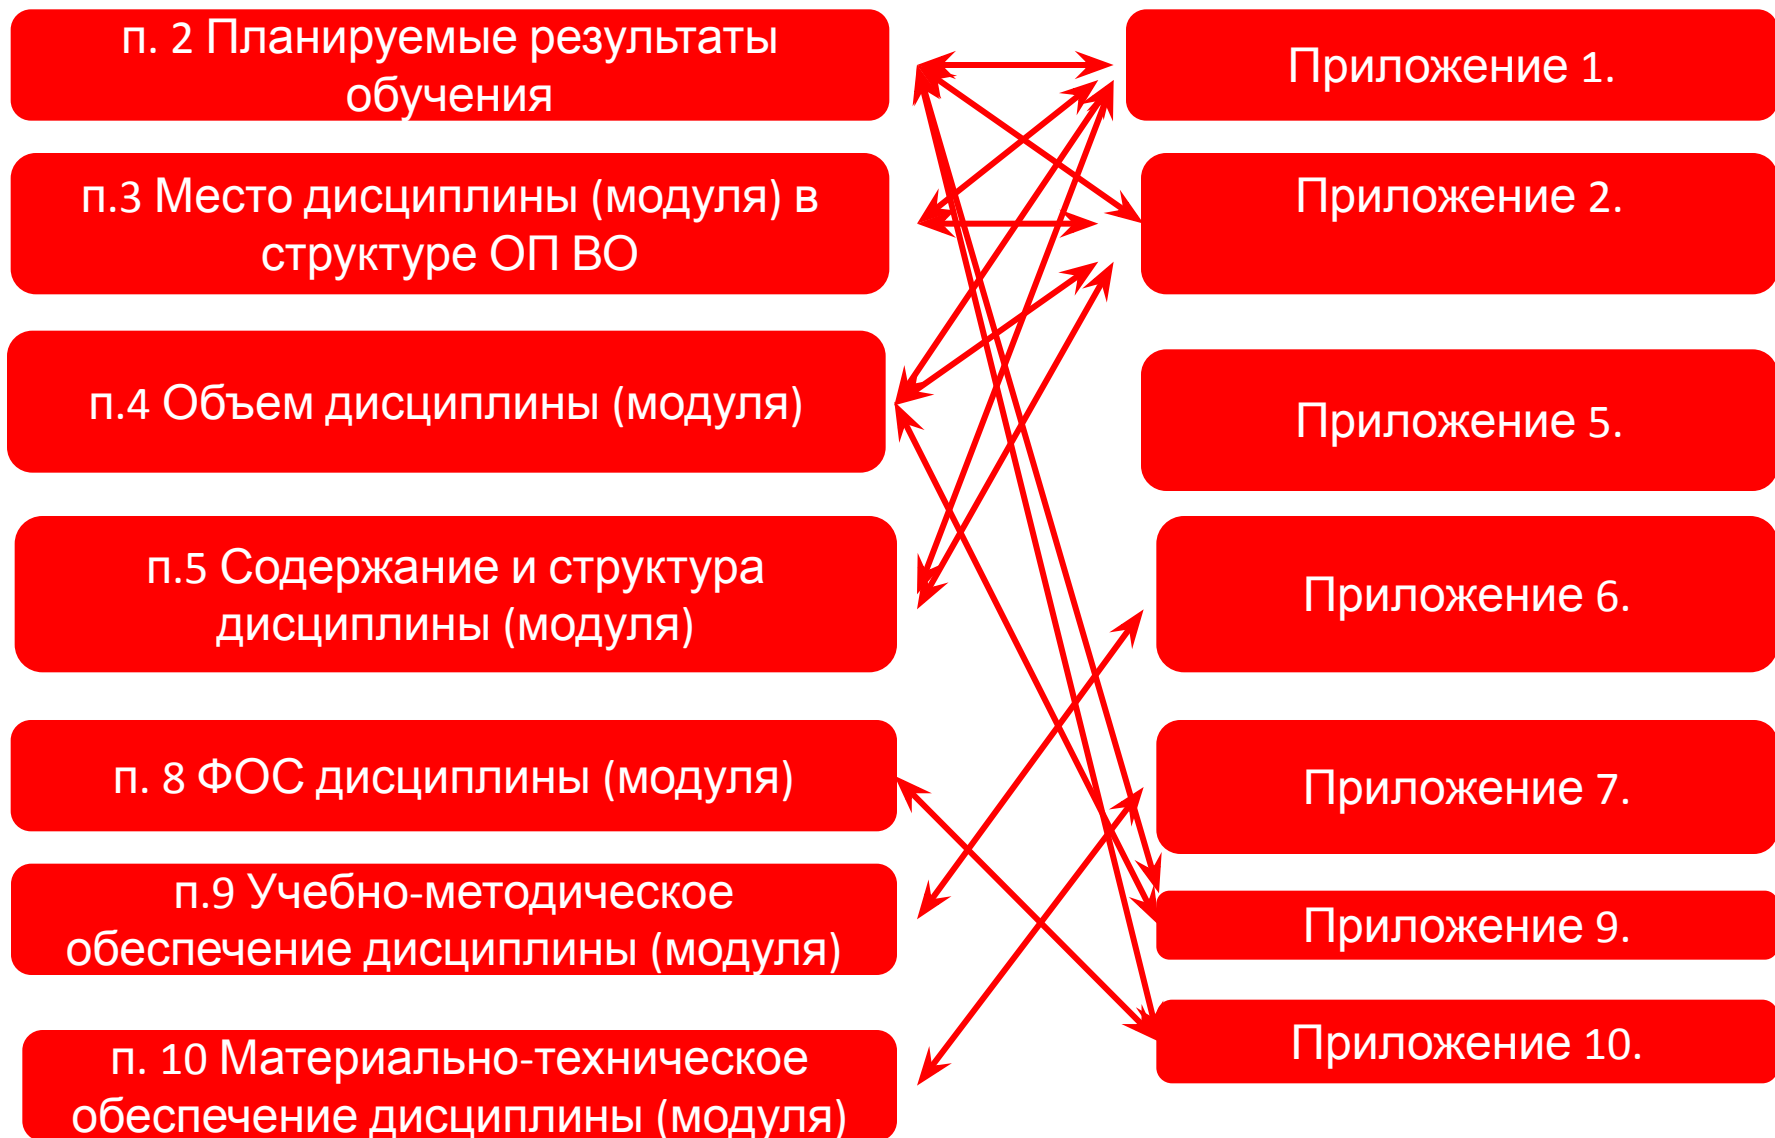 п. 2 Планируемые результаты
обучения
п.3 Место дисциплины (модуля) в
структуре ОП ВО
п.4 Объем дисциплины (модуля)
п.5 Содержание и структура
дисциплины (модуля)
п. 8 ФОС дисциплины (модуля)
п.9 Учебно-методическое
обеспечение дисциплины (модуля)
п. 10 Материально-техническое
обеспечение дисциплины (модуля)
Приложение 1.
Приложение 2.
Приложение 5.
Приложение 6.
Приложение 7.
Приложение 9.
Приложение 10.